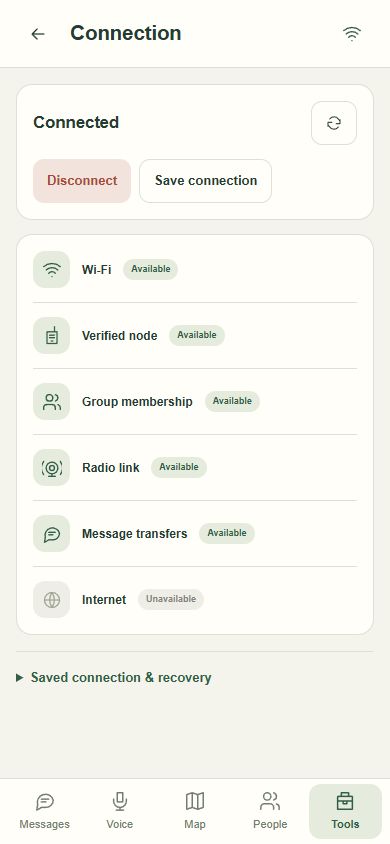 Connection
Connected
Disconnect
Save connection
Wi-Fi Available
Verified node Available
Group membership Available
Radio link Available
Message transfers Available
Internet Unavailable
Saved connection & recovery
Messages Voice Map People Tools